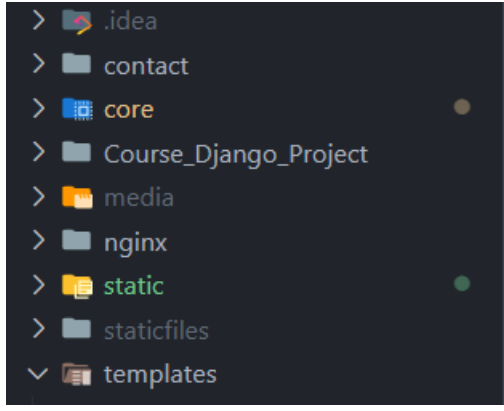 .idea
contact
core
Course_Django_Project
media
nginx
static
staticfiles
templates